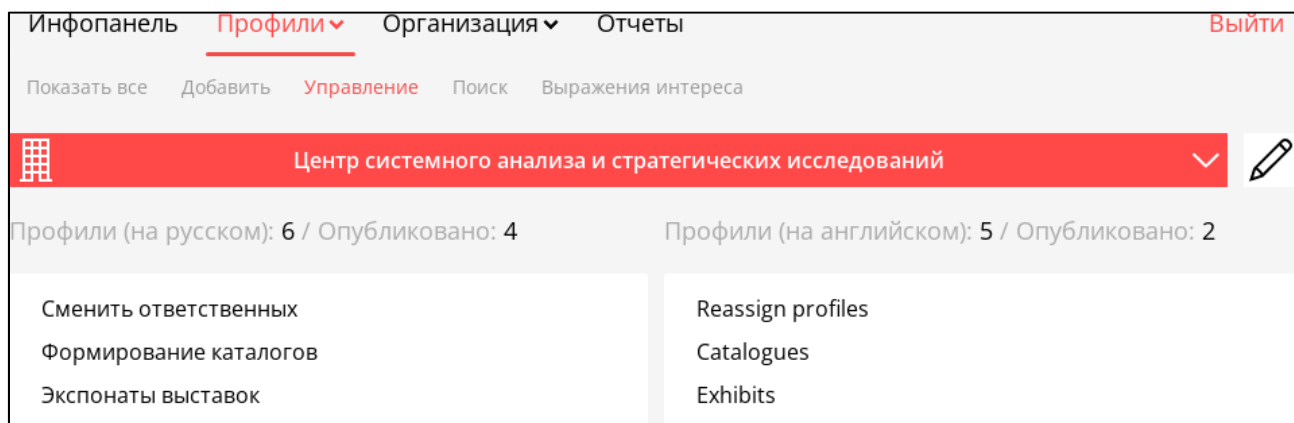 Инфопанель Профили Организация Отчеты Выйти
Показать все Добавить Управление Поиск Выражения интереса
Центр системного анализа и стратегических исследований
Профили (на русском): 6 / Опубликовано: 4 Профили (на английском): 5 / Опубликовано: 2
Сменить ответственных Reassign profiles
Формирование каталогов Catalogues
Экспонаты выставок Exhibits